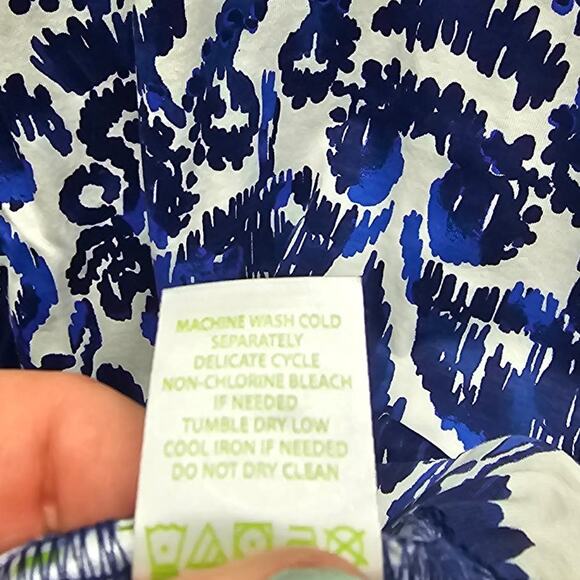 MACHINE WASH COLD
SEPARATELY
DELICATE CYCLE
NON-CHLORINE BLEACH
IF NEEDED
TUMBLE DRY LOW
COOL IRON IF NEEDED
DO NOT DRY CLEAN